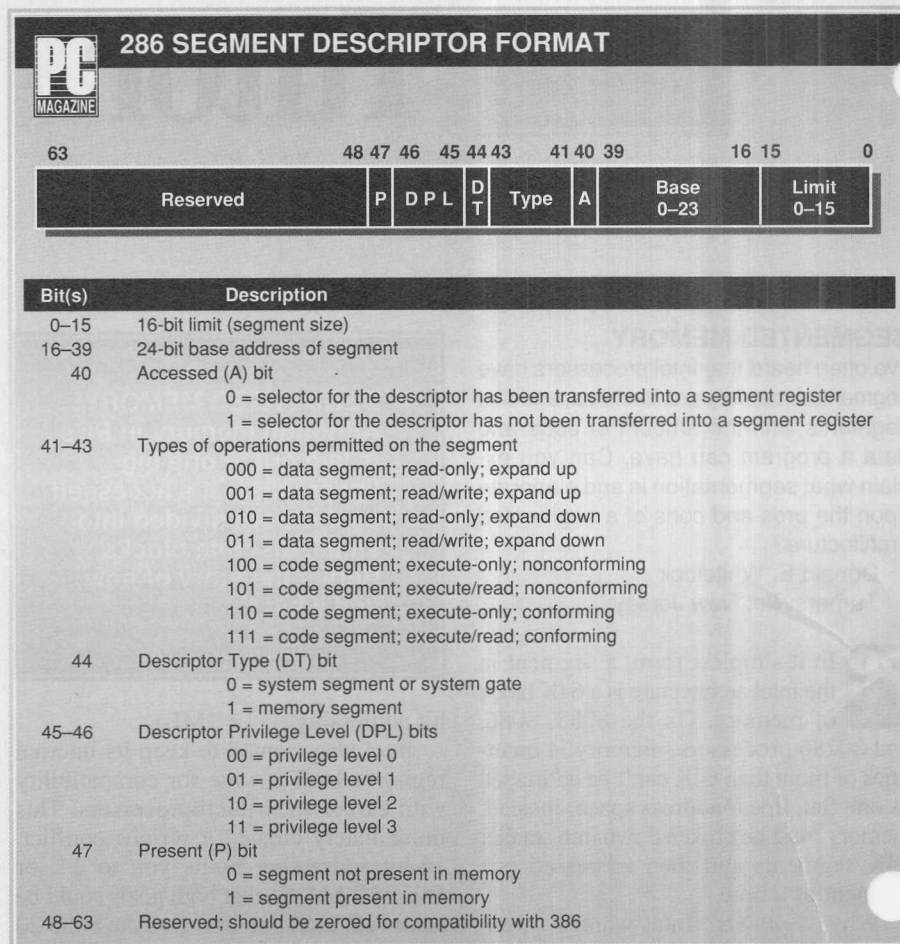 286 SEGMENT DESCRIPTOR FORMAT
PC
MAGAZINE
63 48 47 46 45 44 43 41 40 39 16 15 0
Reserved P DPL DT Type A Base 0–23 Limit 0–15
Bit(s) Description
0–15 16-bit limit (segment size)
16–39 24-bit base address of segment
40 Accessed (A) bit
0 = selector for the descriptor has been transferred into a segment register
1 = selector for the descriptor has not been transferred into a segment register
41–43 Types of operation permitted on the segment
000 = data segment; read-only; expand up
001 = data segment; read/write; expand up
010 = data segment; read-only; expand down
011 = data segment; read/write; expand down
100 = code segment; execute-only; nonconforming
101 = code segment; execute/read; nonconforming
110 = code segment; execute-only; conforming
111 = code segment; execute/read; conforming
44 Descriptor Type (DT) bit
0 = system segment or system gate
1 = memory segment
45–46 Descriptor Privilege Level (DPL) bits
00 = privilege level 0
01 = privilege level 1
10 = privilege level 2
11 = privilege level 3
47 Present (P) bit
0 = segment not present in memory
1 = segment present in memory
48–63 Reserved; should be zeroed for compatibility with 386